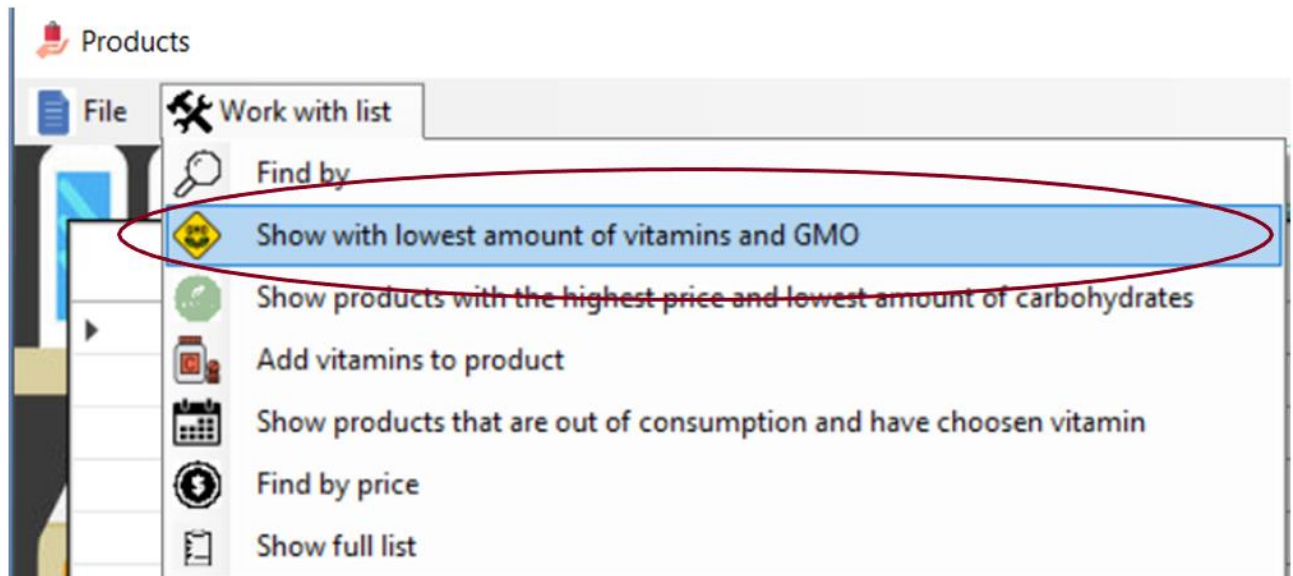 Products
File Work with list
Find by
Show with lowest amount of vitamins and GMO
Show products with the highest price and lowest amount of carbohydrates
Add vitamins to product
Show products that are out of consumption and have choosen vitamin
Find by price
Show full list